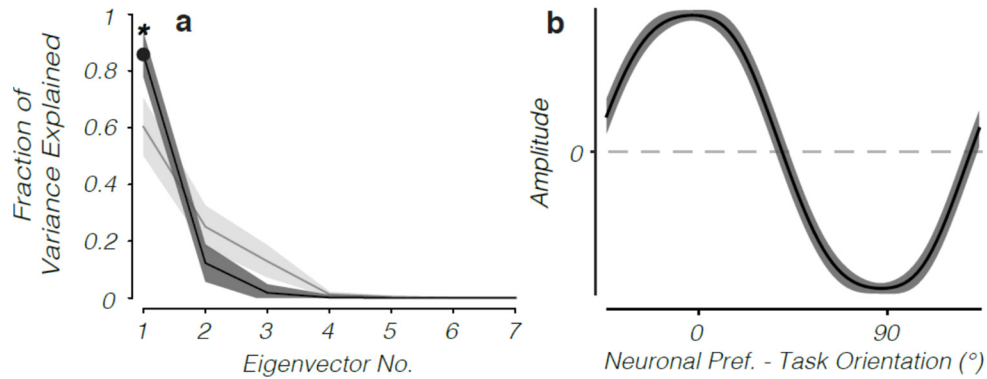 a
*
Fraction of
Variance Explained
1
0.8
0.6
0.4
0.2
0
1 2 3 4 5 6 7
Eigenvector No.
b
Amplitude
0
0 90
Neuronal Pref. - Task Orientation (°)